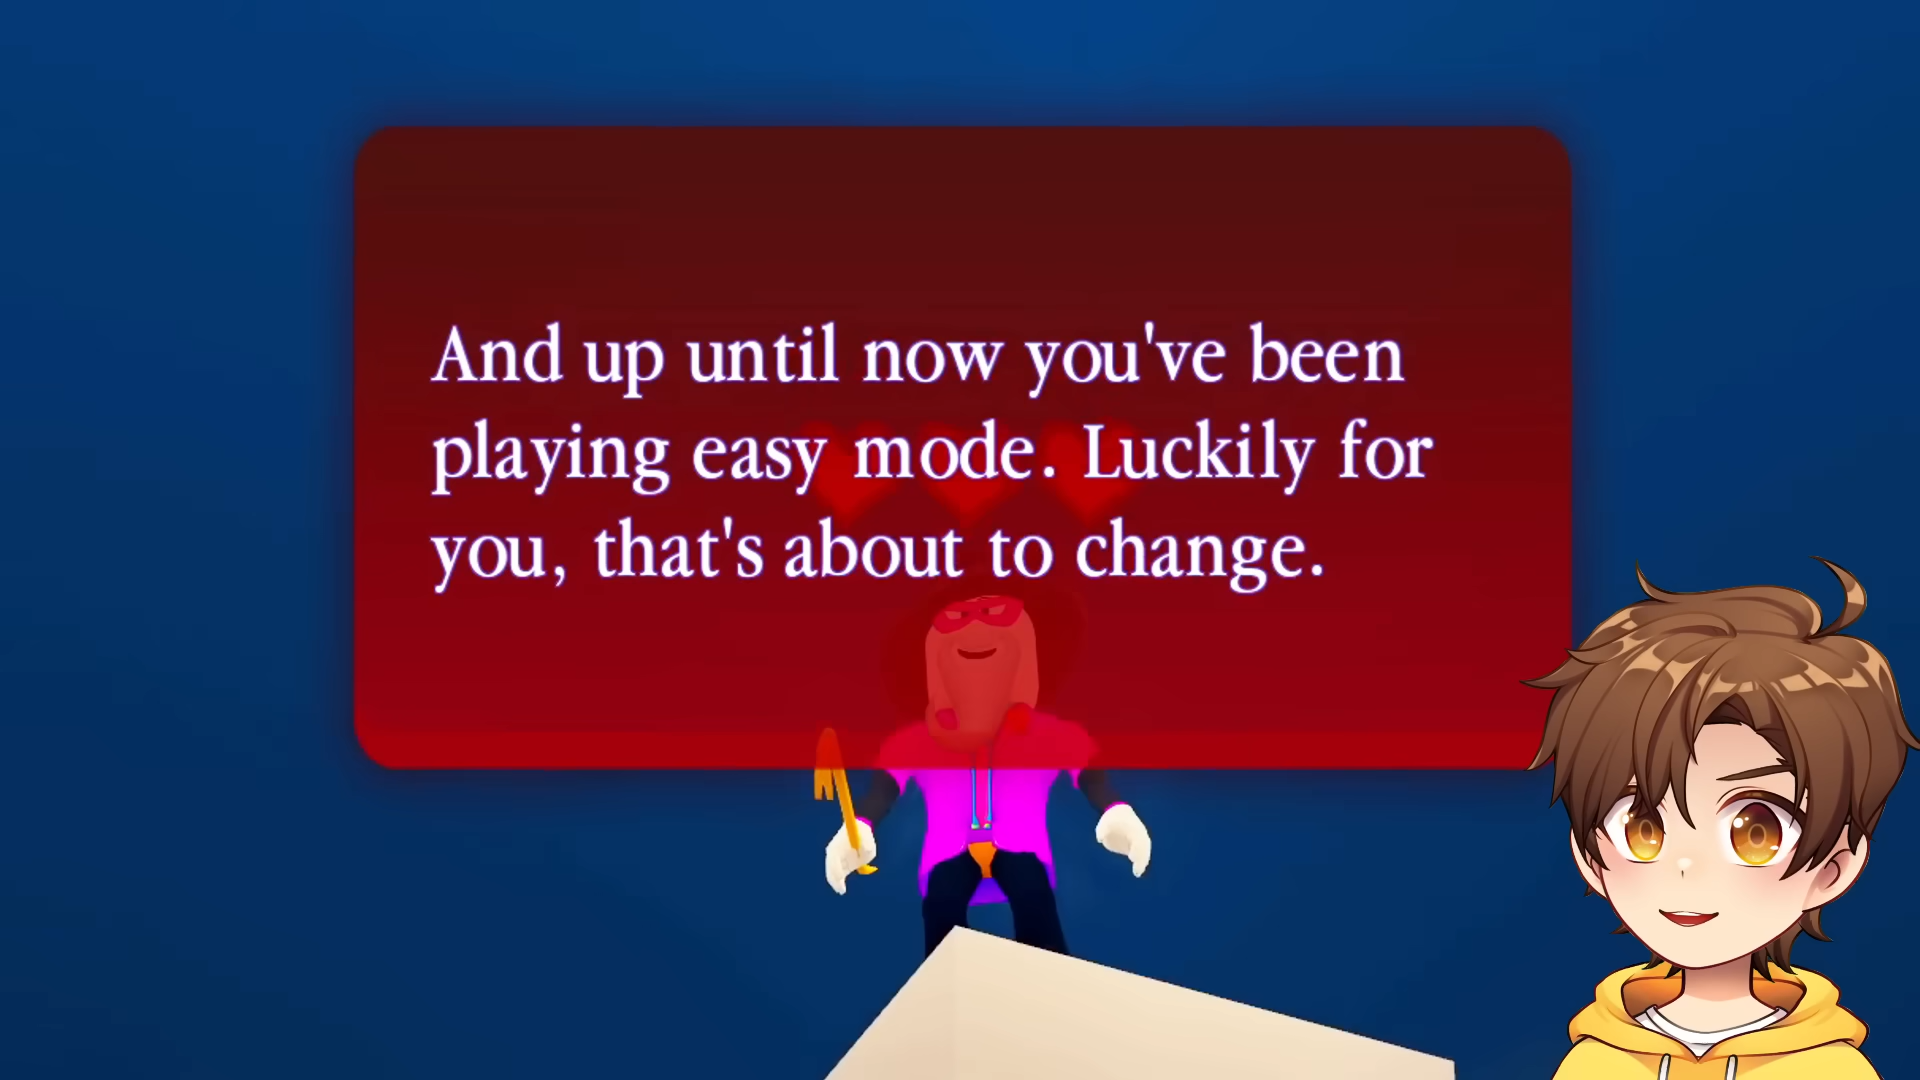 And up until now you've been
playing easy mode. Luckily for
you, that's about to change.